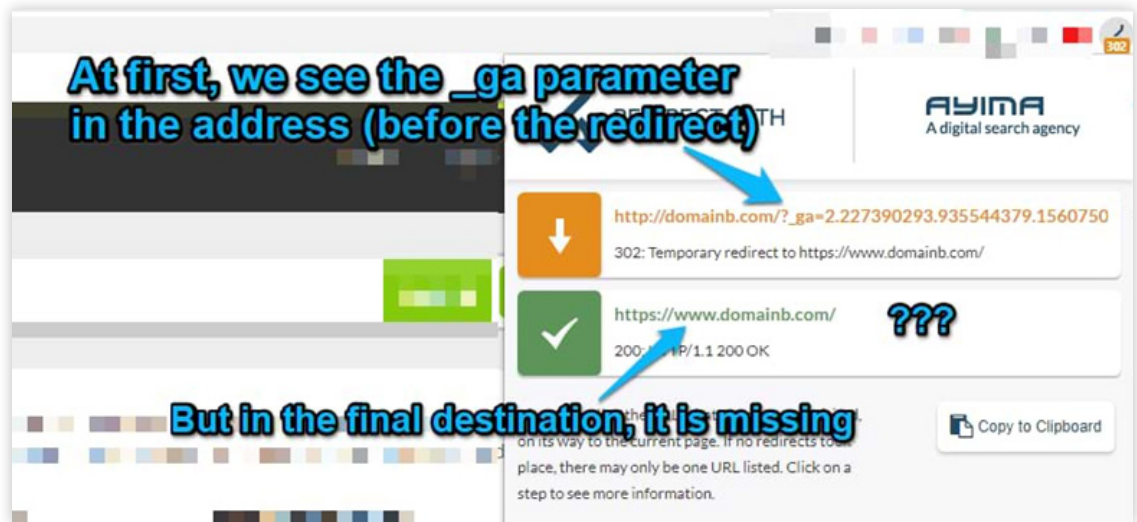 302
At first, we see the _ga parameter
in the address (before the redirect)
TH
AYIMA
A digital search agency
http://domainb.com/?_ga=2.227390293.935544379.1560750
302: Temporary redirect to https://www.domainb.com/
https://www.domainb.com/
???
200: P/1.1 200 OK
But in the final destination, it is missing
Copy to Clipboard
on its way to the current page. If no redirects
place, there may only be one URL listed. Click on a
step to see more information.